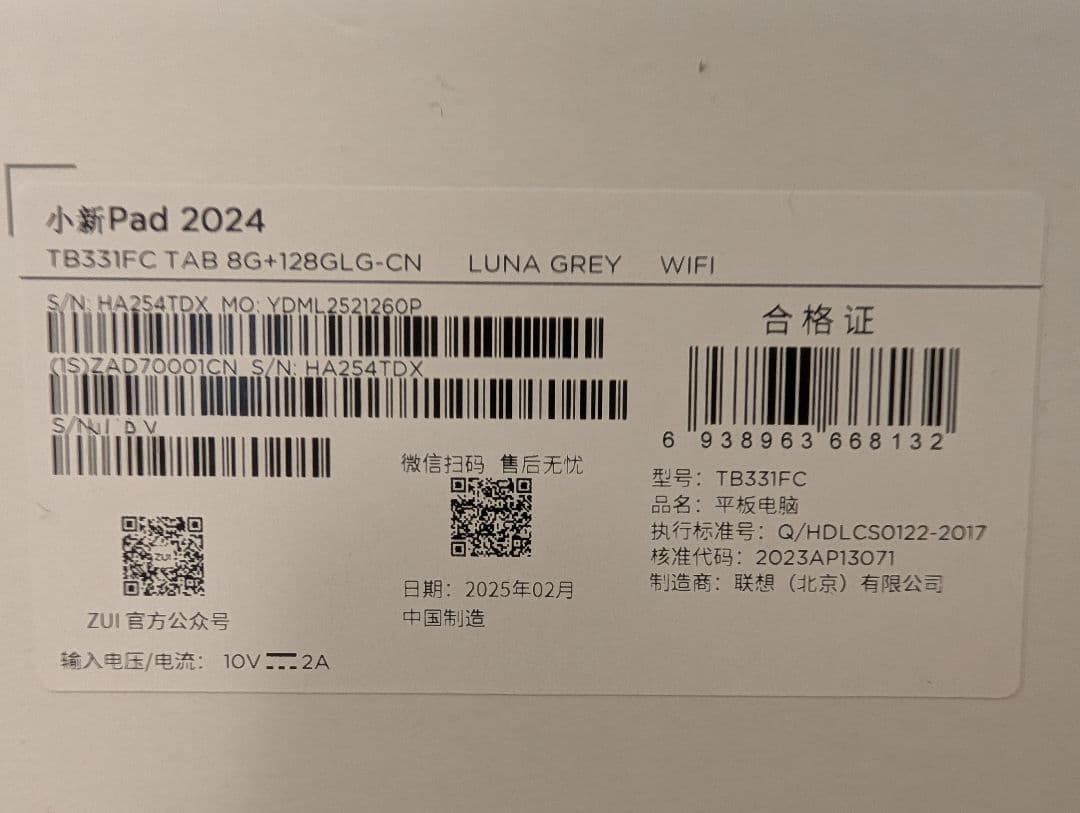 小新Pad 2024
TB331FC TAB 8G+128GLG-CN LUNA GREY WIFI
S/N: HA254TDX MO: YDML2521260P
(1S)ZAD70001CN S/N: HA254TDX
S/N
合格证
6 938963 668132
微信扫码 售后无忧
型号：TB331FC
品名：平板电脑
执行标准号：Q/HDLCS0122-2017
核准代码：2023AP13071
制造商：联想（北京）有限公司
ZUI
ZUI 官方公众号
日期：2025年02月
中国制造
输入电压/电流：10V⎓2A